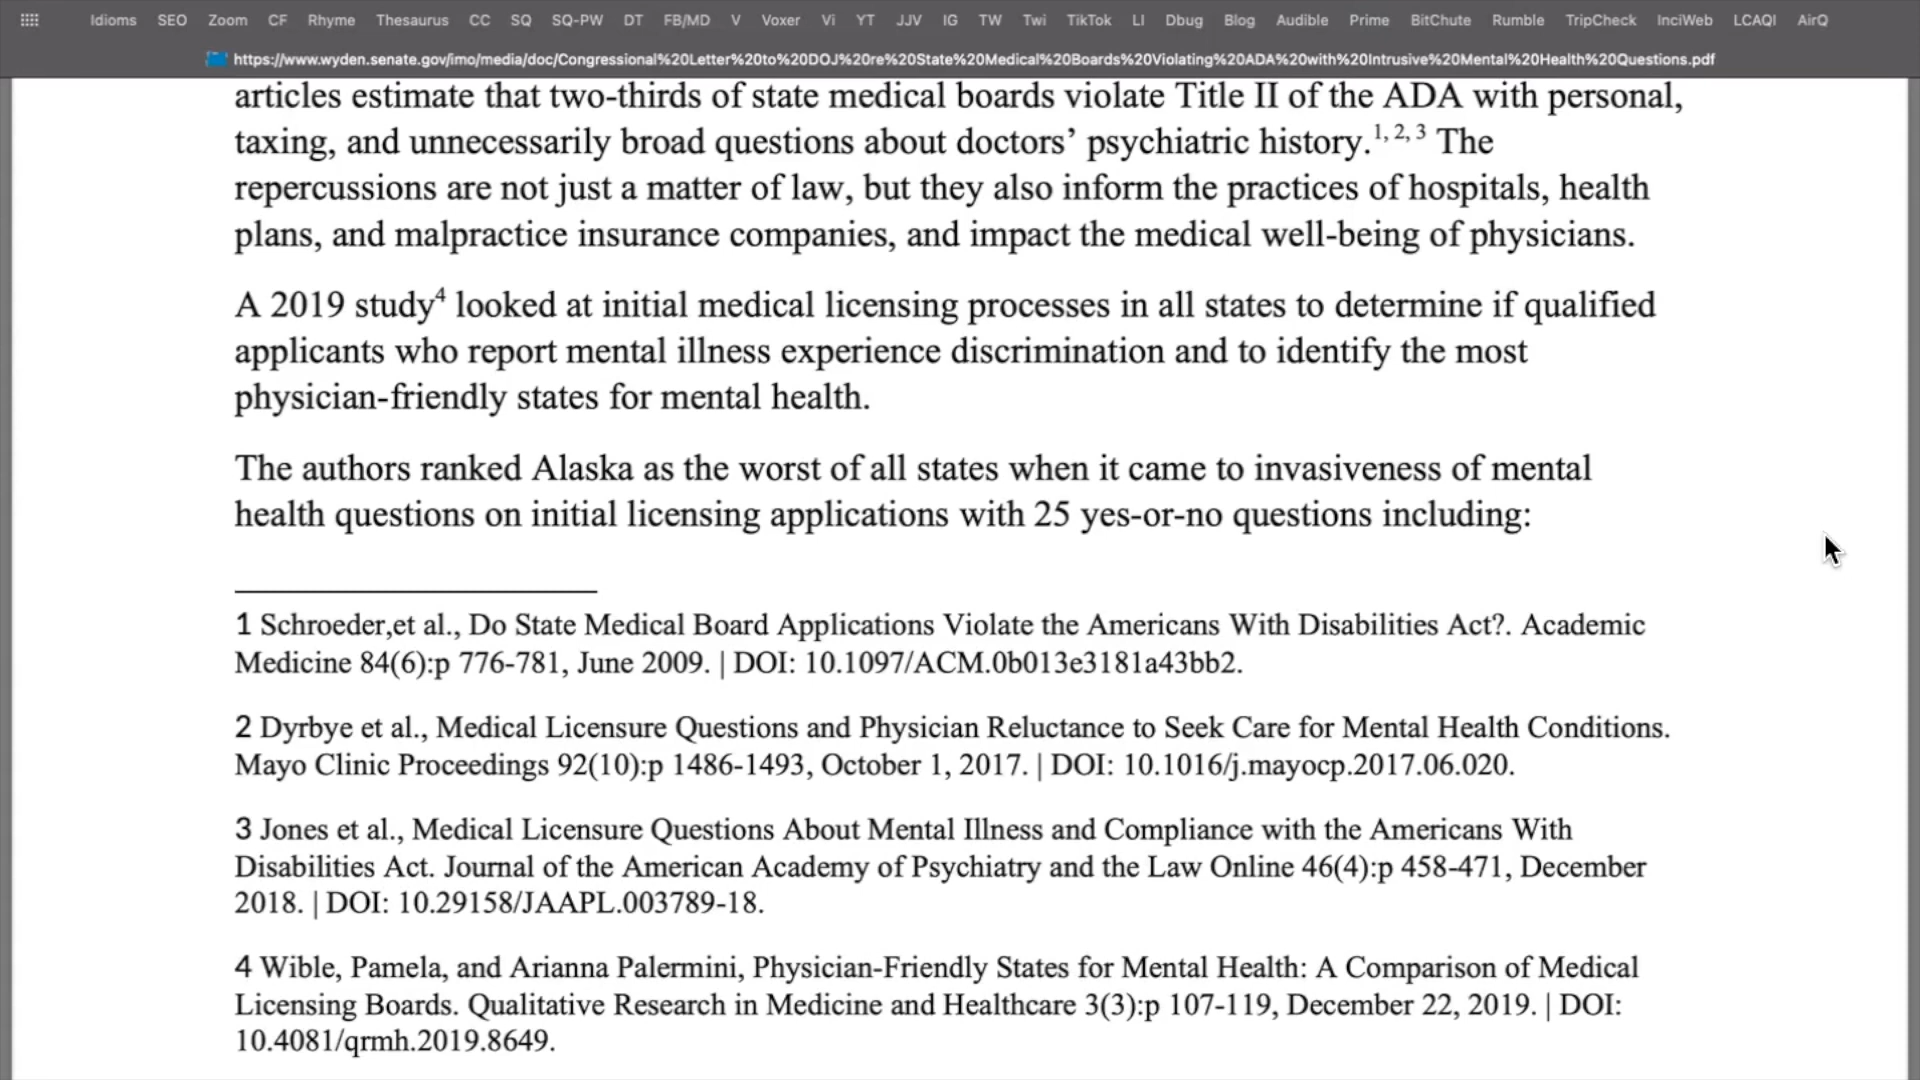 Idioms SEO Zoom CF Rhyme Thesaurus CC SQ SQ-PW DT FB/MD V Voxer Vi YT JJV IG TW Twi TikTok LI Dbug Blog Audible Prime BitChute Rumble TripCheck InciWeb LCAQI AirQ
https://www.wyden.senate.gov/imo/media/doc/Congressional%20Letter%20to%20DOJ%20re%20State%20Medical%20Boards%20Violating%20ADA%20with%20Intrusive%20Mental%20Health%20Questions.pdf
articles estimate that two-thirds of state medical boards violate Title II of the ADA with personal,
taxing, and unnecessarily broad questions about doctors’ psychiatric history.1, 2, 3 The
repercussions are not just a matter of law, but they also inform the practices of hospitals, health
plans, and malpractice insurance companies, and impact the medical well-being of physicians.
A 2019 study4 looked at initial medical licensing processes in all states to determine if qualified
applicants who report mental illness experience discrimination and to identify the most
physician-friendly states for mental health.
The authors ranked Alaska as the worst of all states when it came to invasiveness of mental
health questions on initial licensing applications with 25 yes-or-no questions including:
1 Schroeder,et al., Do State Medical Board Applications Violate the Americans With Disabilities Act?. Academic
Medicine 84(6):p 776-781, June 2009. | DOI: 10.1097/ACM.0b013e3181a43bb2.
2 Dyrbye et al., Medical Licensure Questions and Physician Reluctance to Seek Care for Mental Health Conditions.
Mayo Clinic Proceedings 92(10):p 1486-1493, October 1, 2017. | DOI: 10.1016/j.mayocp.2017.06.020.
3 Jones et al., Medical Licensure Questions About Mental Illness and Compliance with the Americans With
Disabilities Act. Journal of the American Academy of Psychiatry and the Law Online 46(4):p 458-471, December
2018. | DOI: 10.29158/JAAPL.003789-18.
4 Wible, Pamela, and Arianna Palermini, Physician-Friendly States for Mental Health: A Comparison of Medical
Licensing Boards. Qualitative Research in Medicine and Healthcare 3(3):p 107-119, December 22, 2019. | DOI:
10.4081/qrmh.2019.8649.